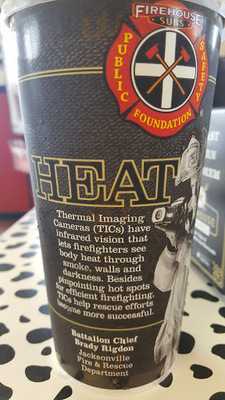 FIREHOUSE
SUBS
PUBLIC SAFETY
FOUNDATION
HEAT
Thermal Imaging
Cameras (TICs) have
infrared vision that
lets firefighters see
body heat through
smoke, walls and
darkness. Besides
pinpointing hot spots
for efficient firefighting,
TICs help rescue efforts
become more successful.
Battalion Chief
Brady Rigdon
Jacksonville
Fire & Rescue
Department